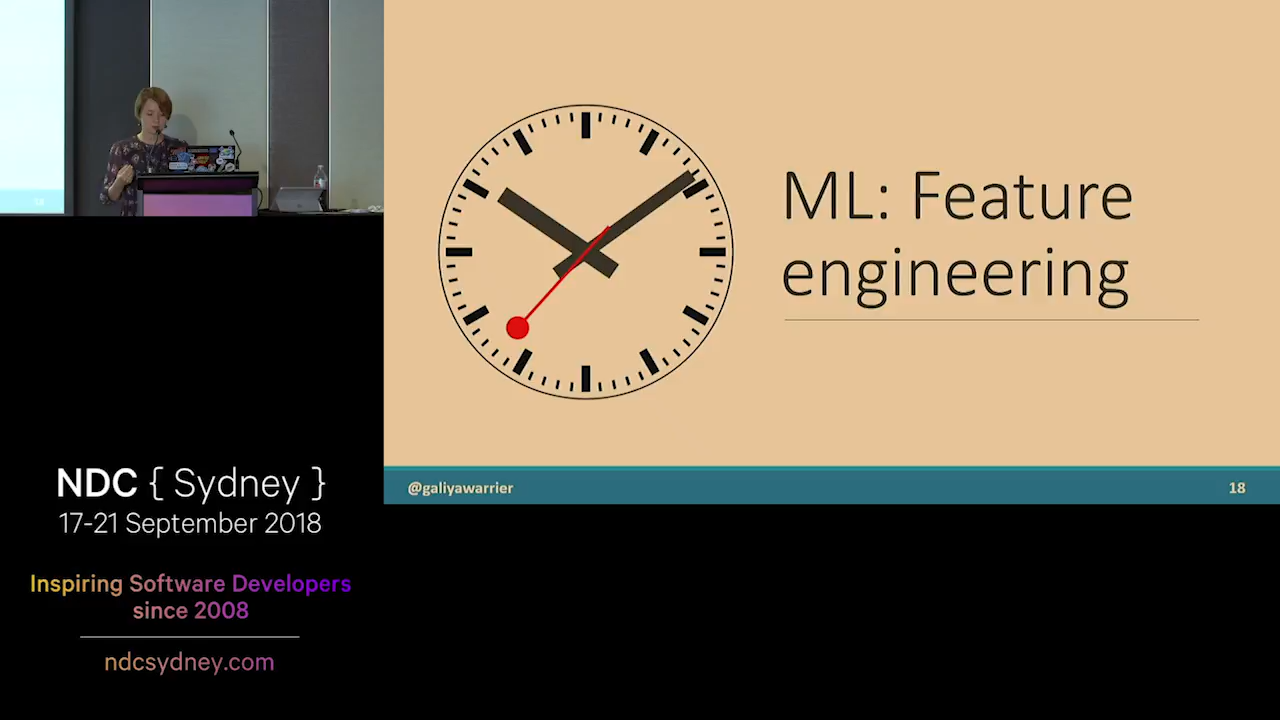 ML: Feature
engineering
@galiyawarrier
18
NDC { Sydney }
17-21 September 2018
Inspiring Software Developers
since 2008
ndcsydney.com